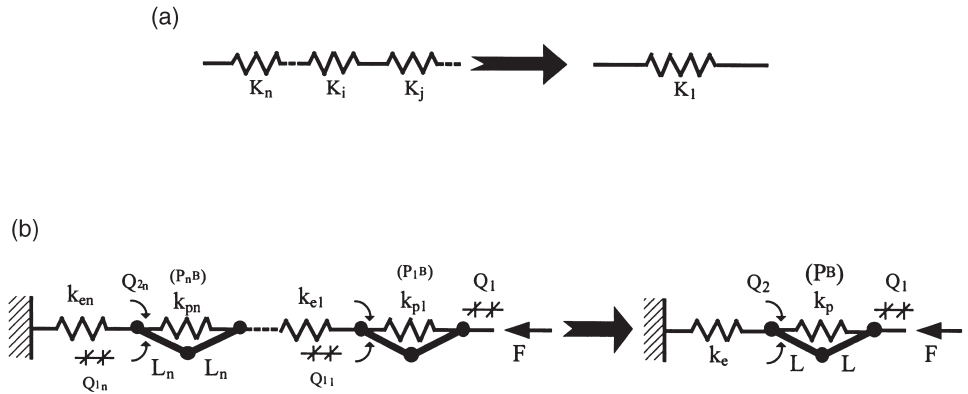 (a)
Kn Ki Kj K1
(b)
ken Q2n (PnB) kpn ke1 (P1B) kp1 Q1 Q2 (PB) kp Q1
Q1n Ln Ln Q11 F ke L L F